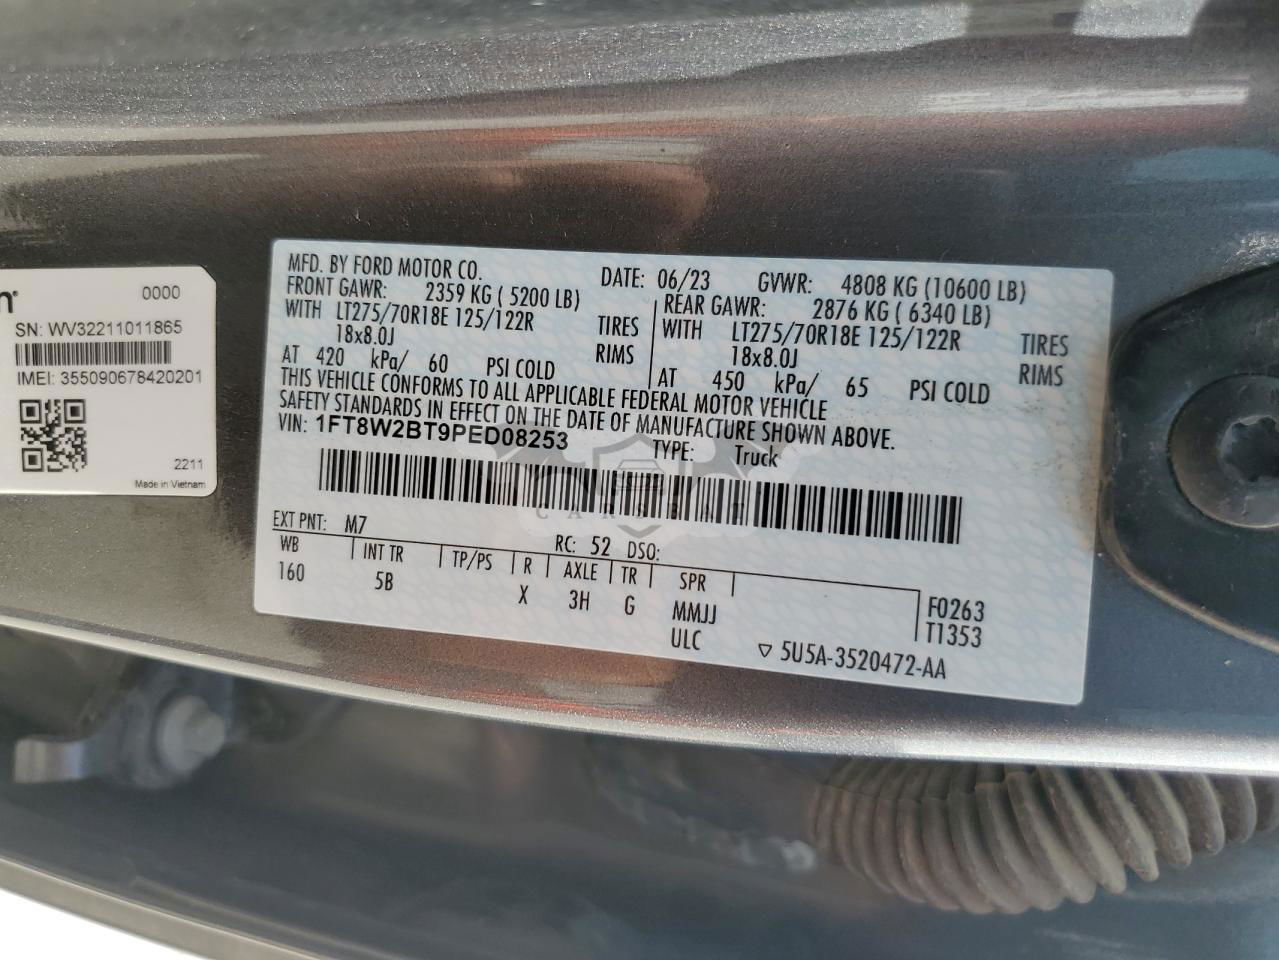 n®
0000
SN: WV32211011865
IMEI: 355090678420201
2211
Made in Vietnam
MFD. BY FORD MOTOR CO.
DATE: 06/23 GVWR: 4808 KG (10600 LB)
FRONT GAWR: 2359 KG ( 5200 LB)
WITH LT275/70R18E 125/122R TIRES
18x8.0J RIMS
AT 420 kPa/ 60 PSI COLD
REAR GAWR: 2876 KG ( 6340 LB)
WITH LT275/70R18E 125/122R TIRES
18x8.0J RIMS
AT 450 kPa/ 65 PSI COLD
THIS VEHICLE CONFORMS TO ALL APPLICABLE FEDERAL MOTOR VEHICLE
SAFETY STANDARDS IN EFFECT ON THE DATE OF MANUFACTURE SHOWN ABOVE.
VIN: 1FT8W2BT9PED08253
TYPE: Truck
CARSBAT
EXT PNT: M7 RC: 52 DSO:
WB INT TR TP/PS R AXLE TR SPR
160 5B X 3H G MMJJ F0263
ULC T1353
5U5A-3520472-AA